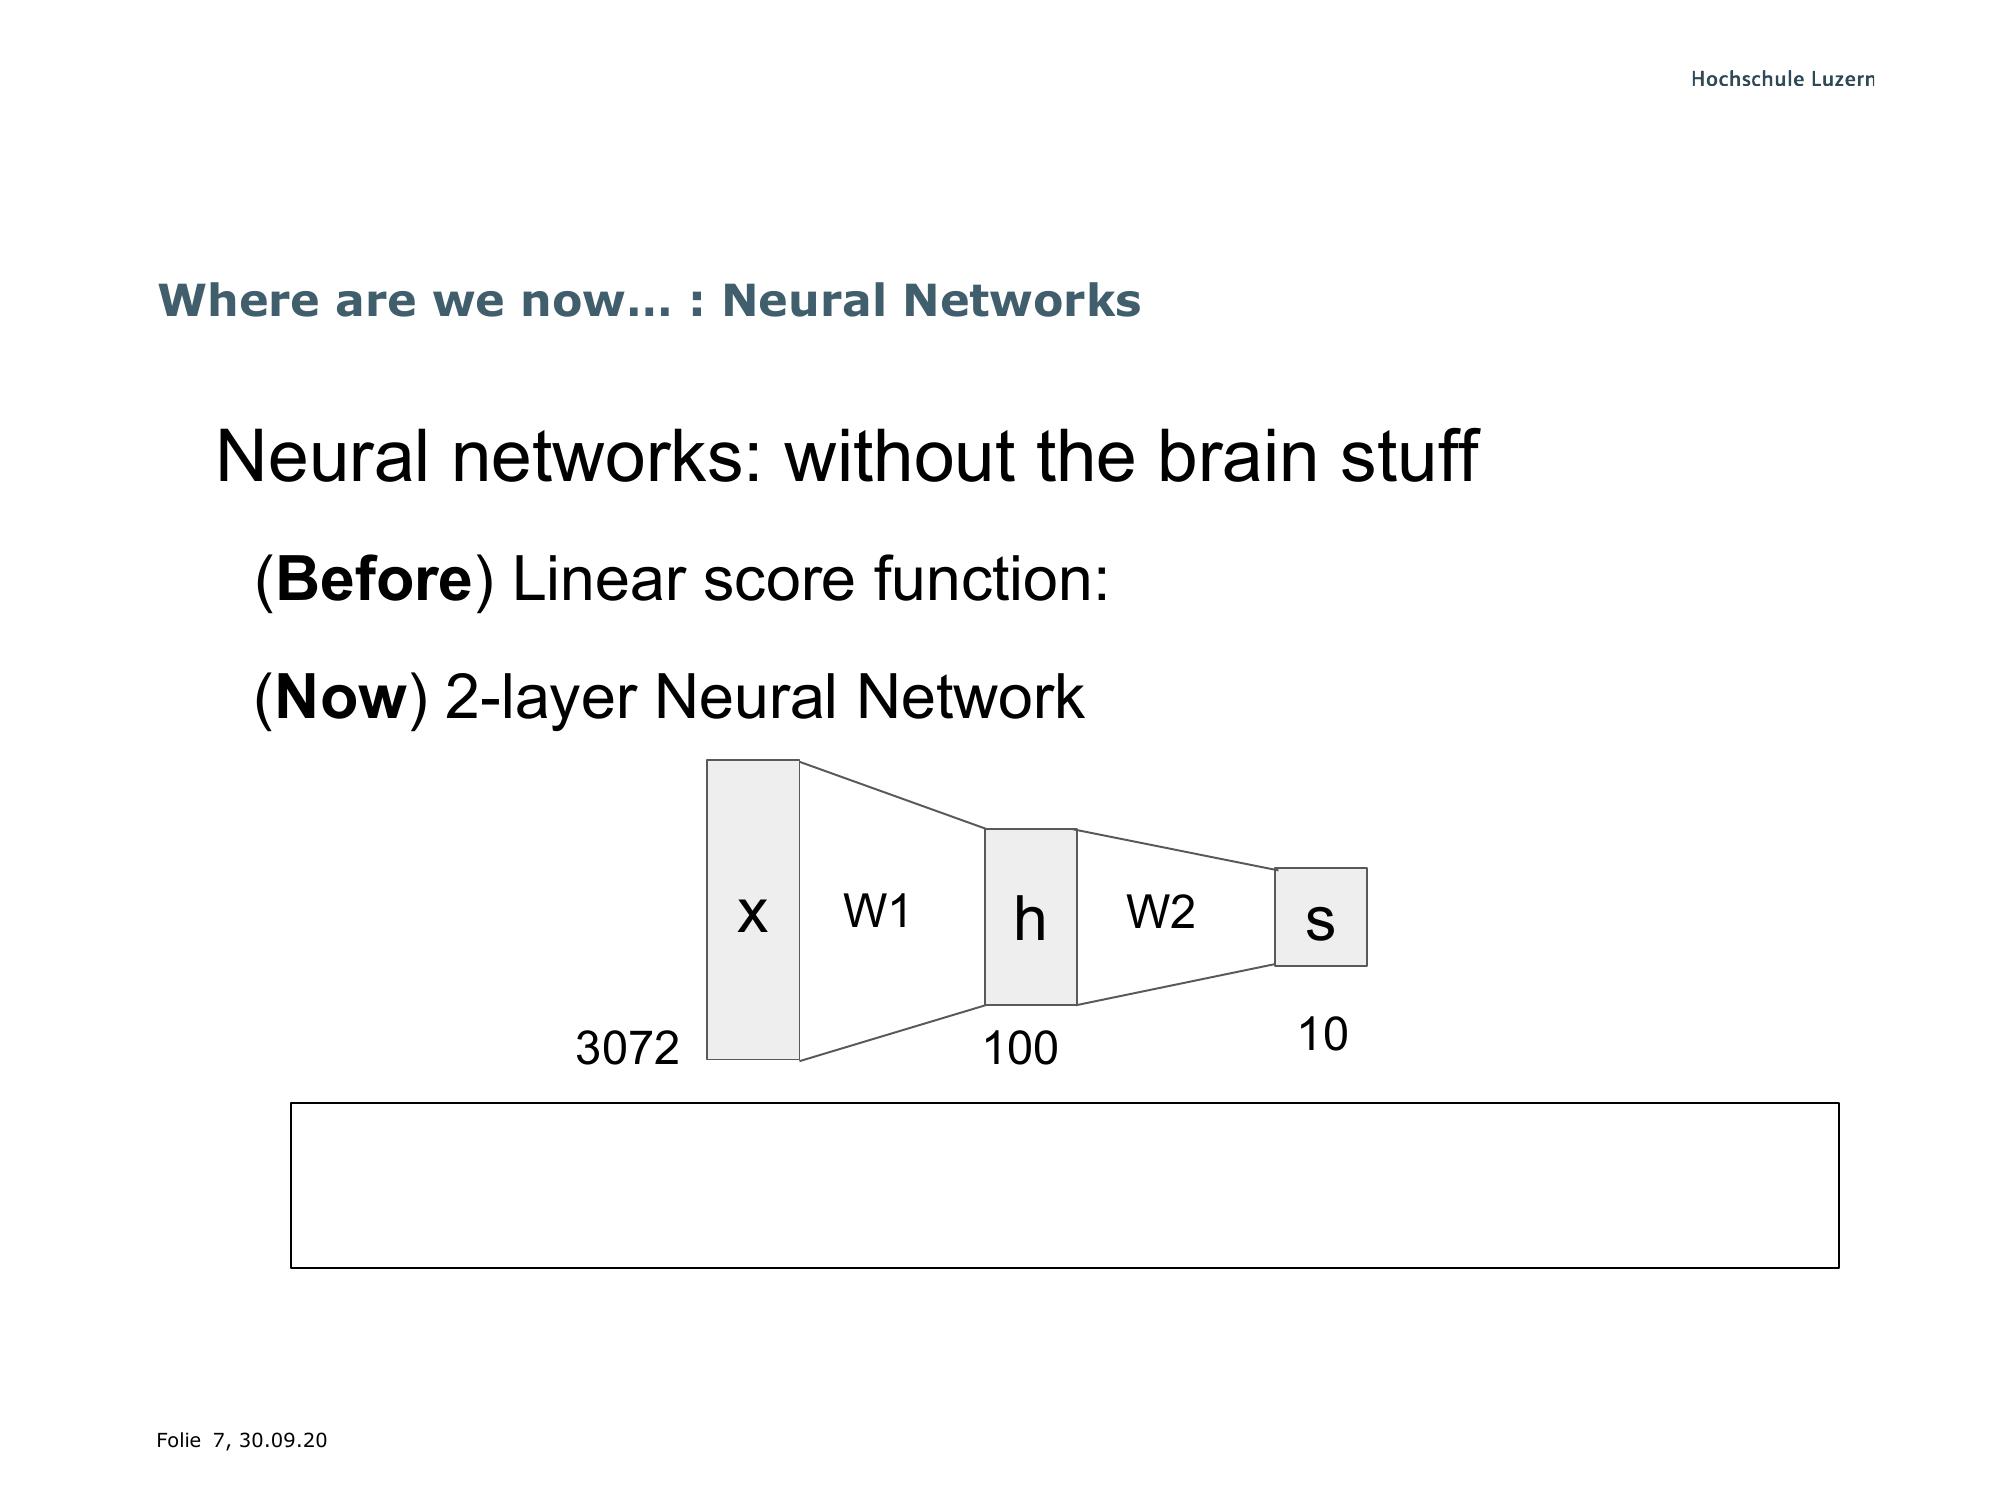 Hochschule Luzern
Where are we now... : Neural Networks
Neural networks: without the brain stuff
(Before) Linear score function:
(Now) 2-layer Neural Network
x W1 h W2 s
3072 100 10
Folie 7, 30.09.20